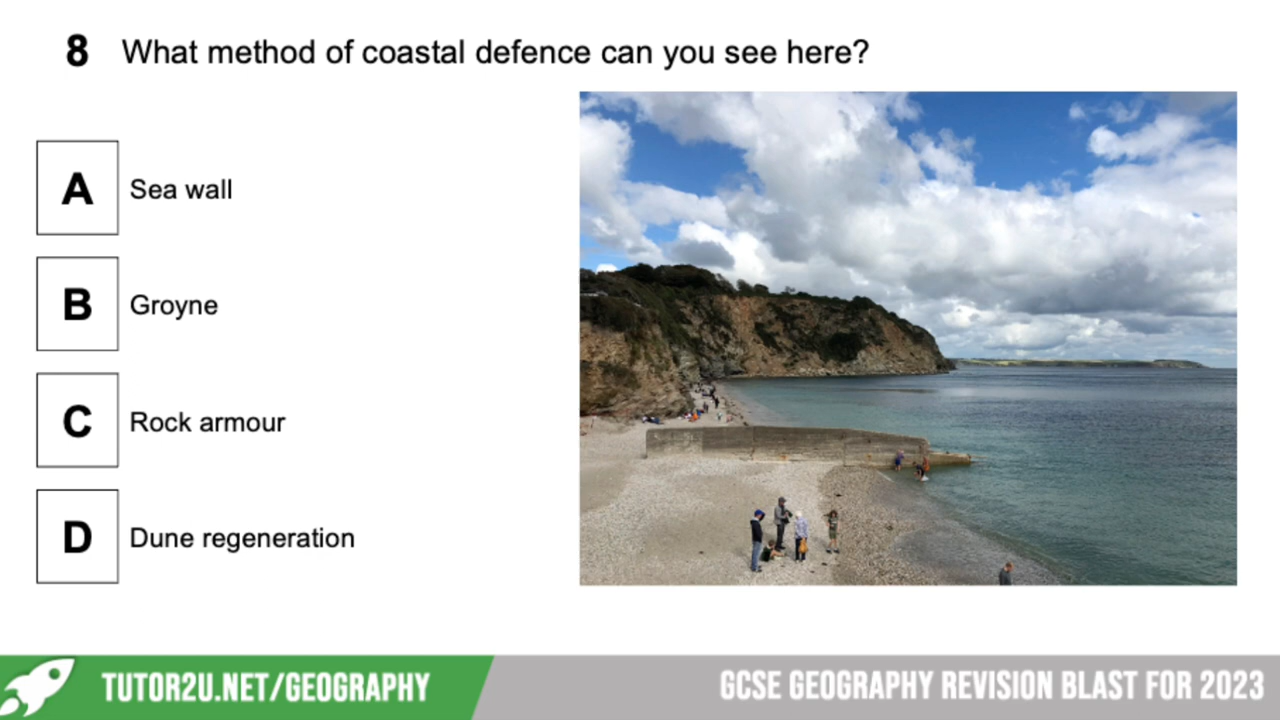 8 What method of coastal defence can you see here?
A Sea wall
B Groyne
C Rock armour
D Dune regeneration
TUTOR2U.NET/GEOGRAPHY
GCSE GEOGRAPHY REVISION BLAST FOR 2023